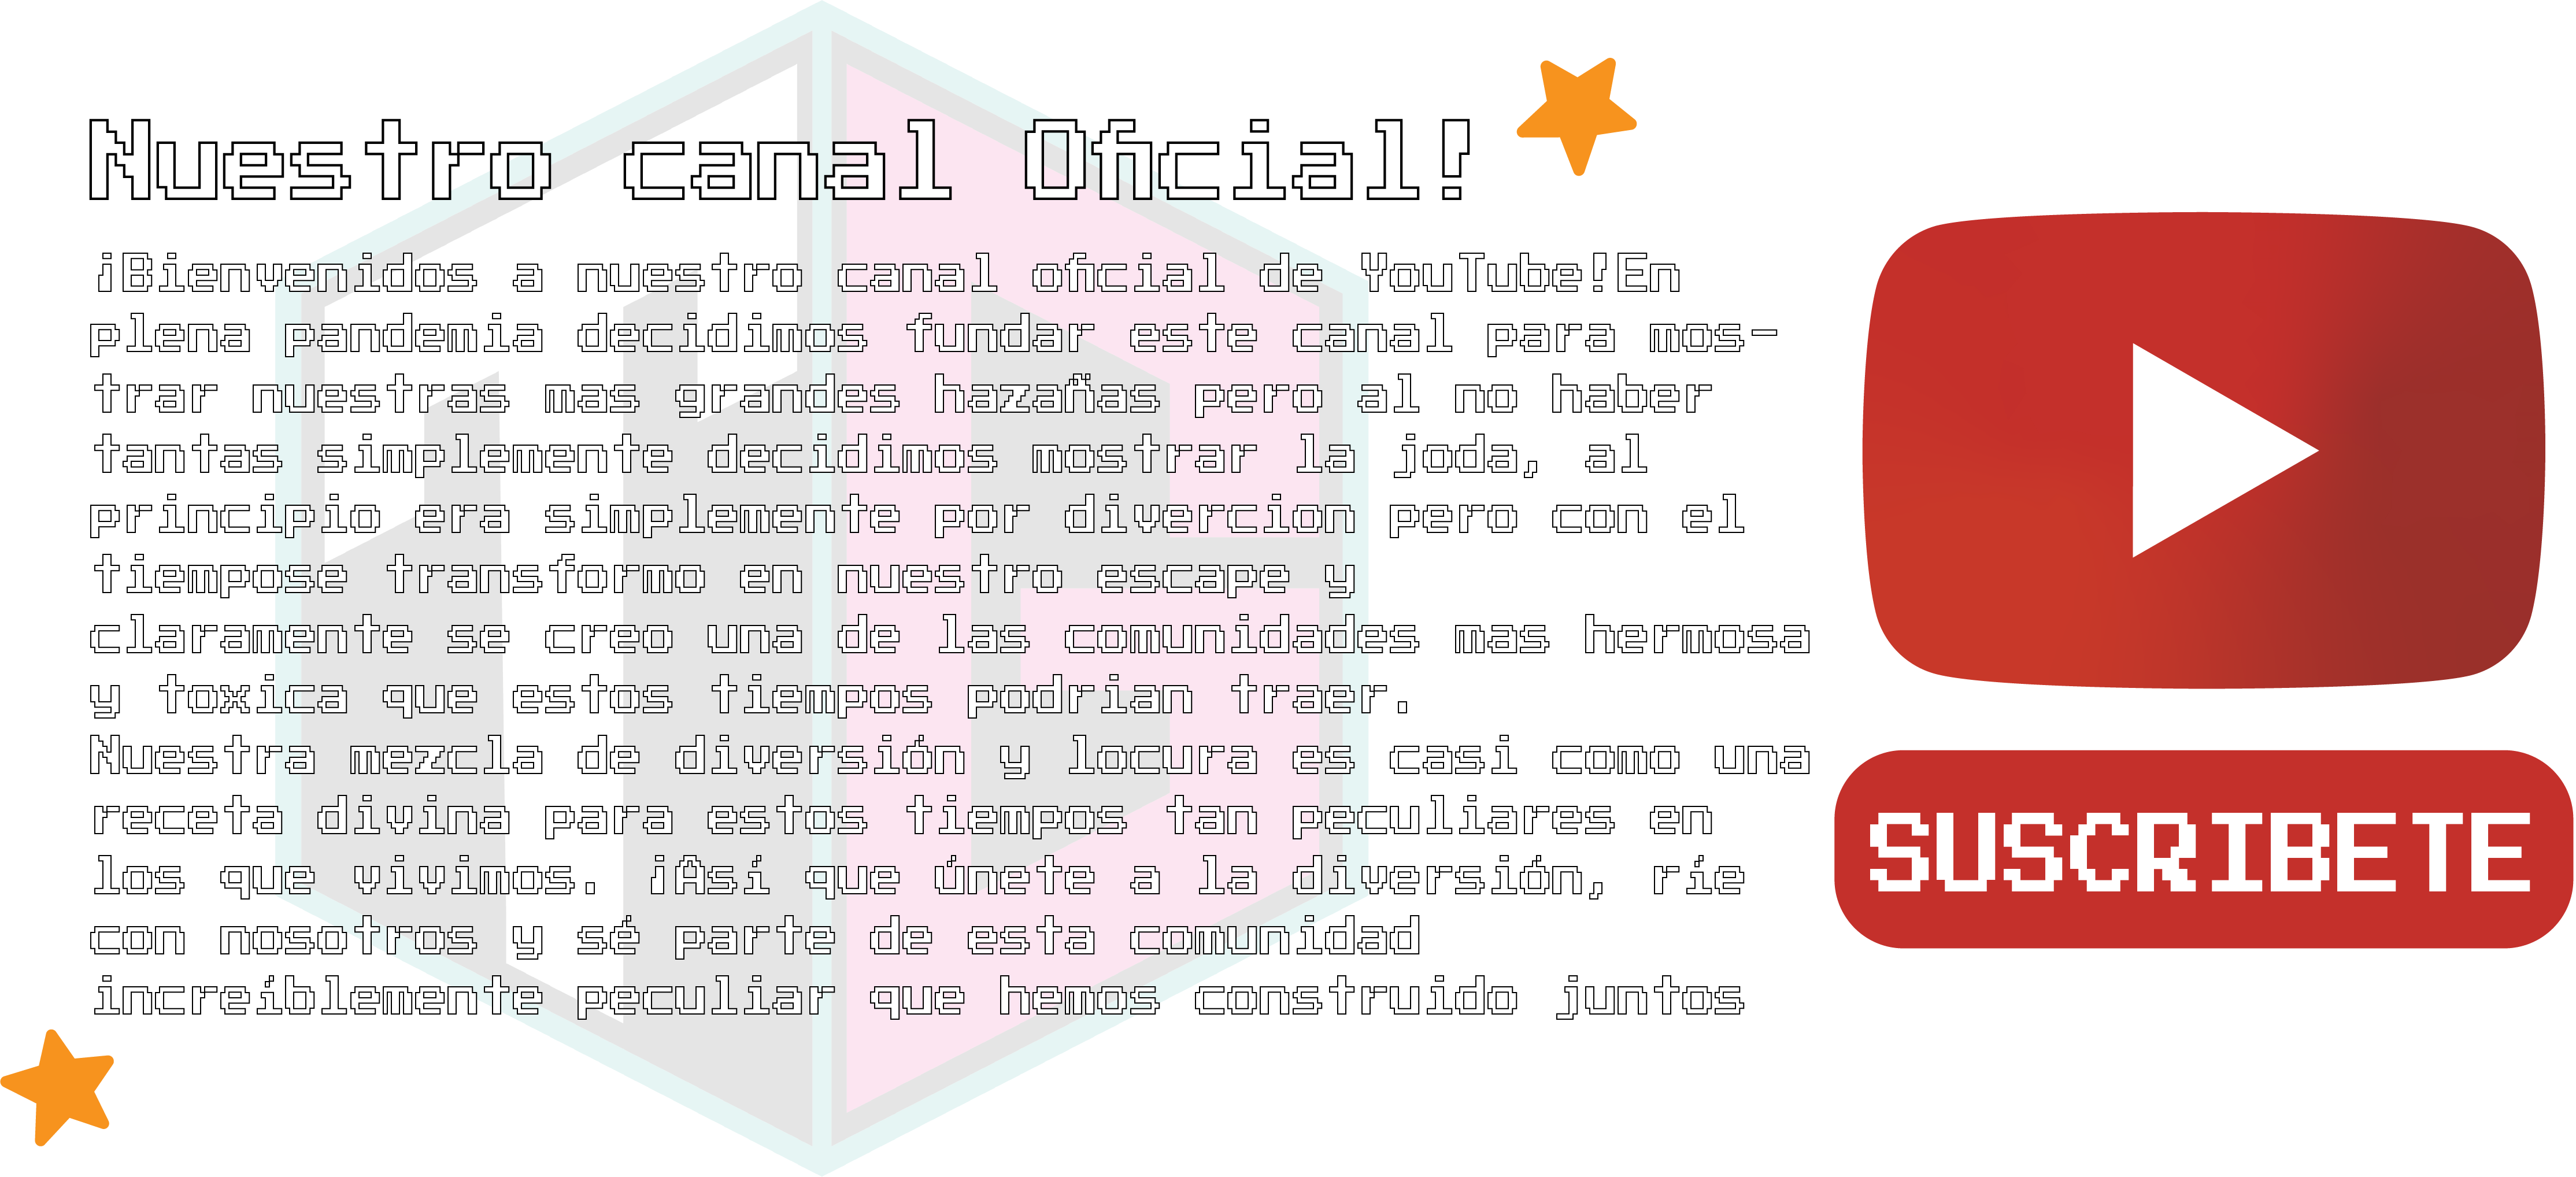 Nuestro canal Oficial!
¡Bienvenidos a nuestro canal oficial de YouTube!En
plena pandemia decidimos fundar este canal para mos-
trar nuestras mas grandes hazañas pero al no haber
tantas simplemente decidimos mostrar la joda, al
principio era simplemente por divercion pero con el
tiempose transformo en nuestro escape y
claramente se creo una de las comunidades mas hermosa
y toxica que estos tiempos podrian traer.
Nuestra mezcla de diversión y locura es casi como una
receta divina para estos tiempos tan peculiares en
los que vivimos. ¡Así que únete a la diversión, ríe
con nosotros y sé parte de esta comunidad
increíblemente peculiar que hemos construido juntos
SUSCRIBETE